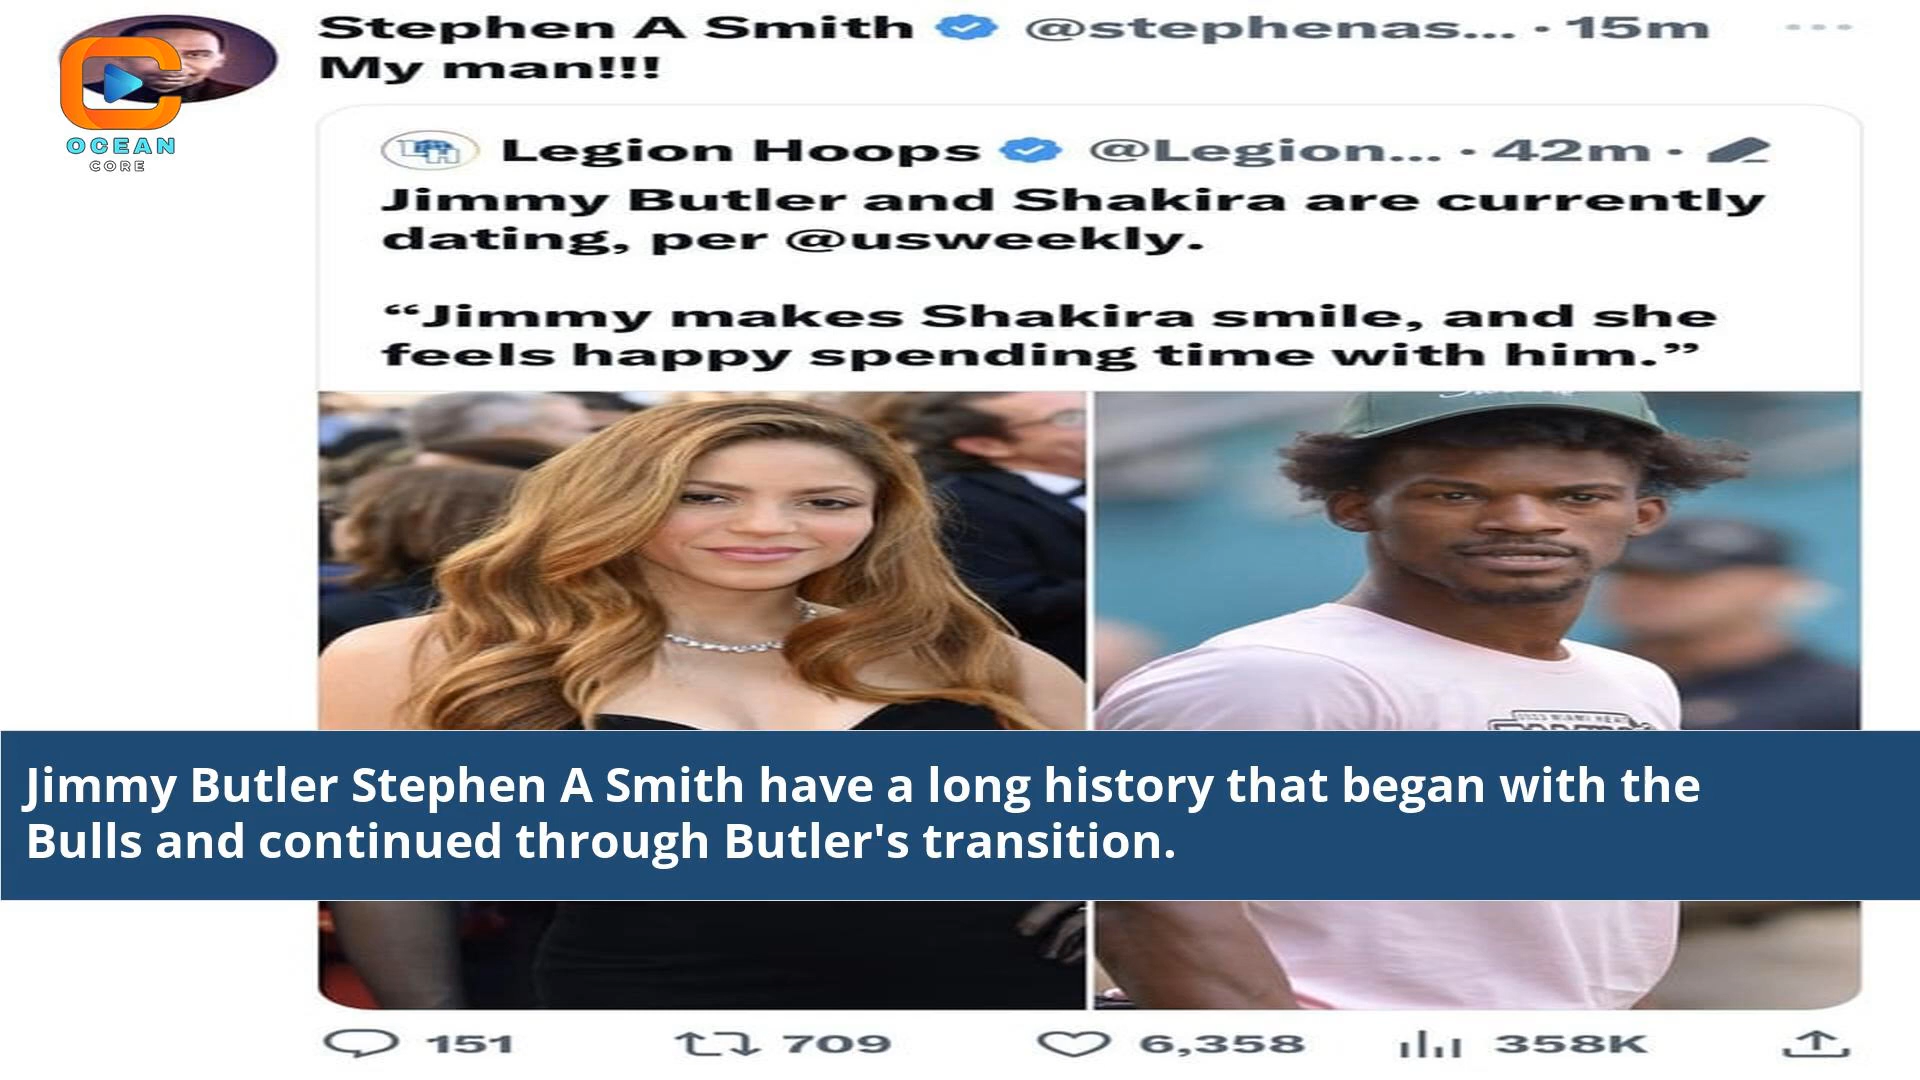 Stephen A Smith @stephenas... · 15m
My man!!!
OCEAN
CORE
Legion Hoops @Legion... · 42m ·
Jimmy Butler and Shakira are currently
dating, per @usweekly.
“Jimmy makes Shakira smile, and she
feels happy spending time with him.”
Jimmy Butler Stephen A Smith have a long history that began with the
Bulls and continued through Butler's transition.
151 709 6,358 358K